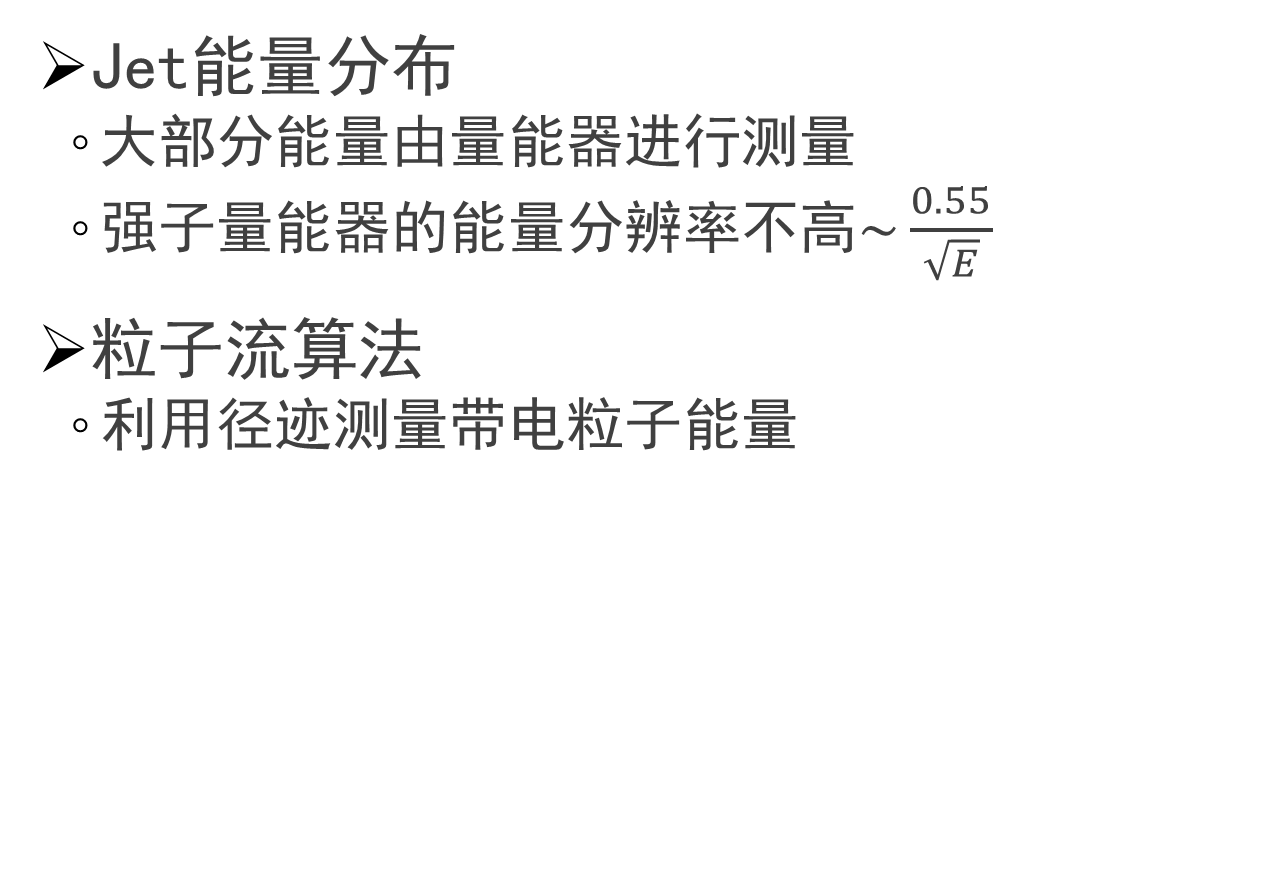 ➢Jet能量分布
◦大部分能量由量能器进行测量
◦强子量能器的能量分辨率不高~ $\frac{0.55}{\sqrt{E}}$
➢粒子流算法
◦利用径迹测量带电粒子能量